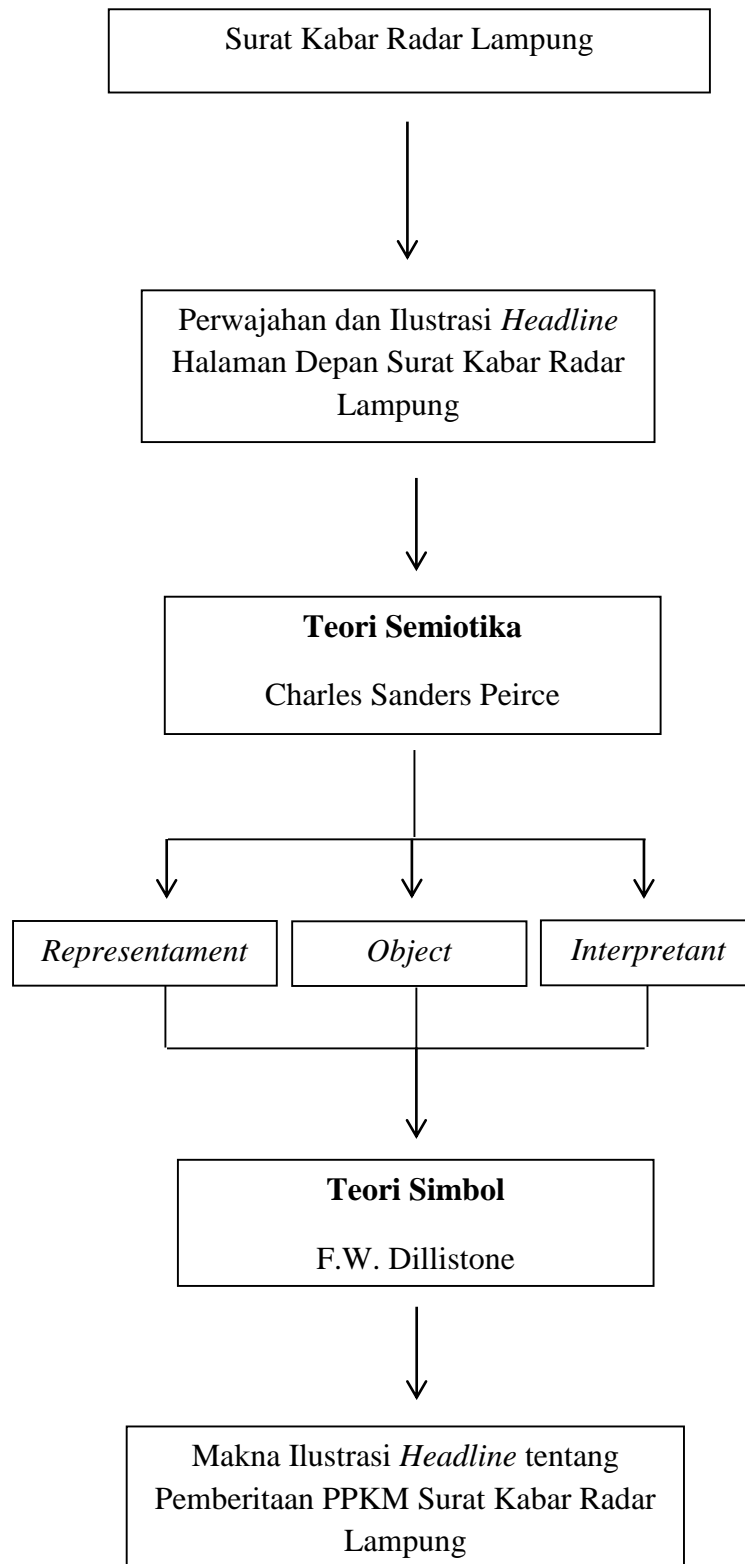 Surat Kabar Radar Lampung
Perwajahan dan Ilustrasi Headline
Halaman Depan Surat Kabar Radar
Lampung
Teori Semiotika
Charles Sanders Peirce
Representament
Object
Interpretant
Teori Simbol
F.W. Dillistone
Makna Ilustrasi Headline tentang
Pemberitaan PPKM Surat Kabar Radar
Lampung